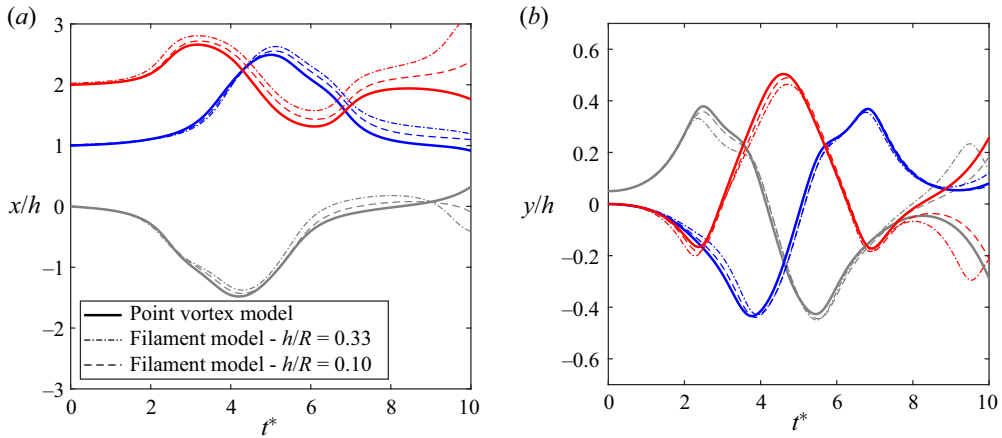 (a)
3
2
1
x/h
0
−1
−2
−3
Point vortex model
Filament model - h/R = 0.33
Filament model - h/R = 0.10
0 2 4 6 8 10
t*
(b)
0.6
0.4
0.2
y/h
0
−0.2
−0.4
−0.6
0 2 4 6 8 10
t*